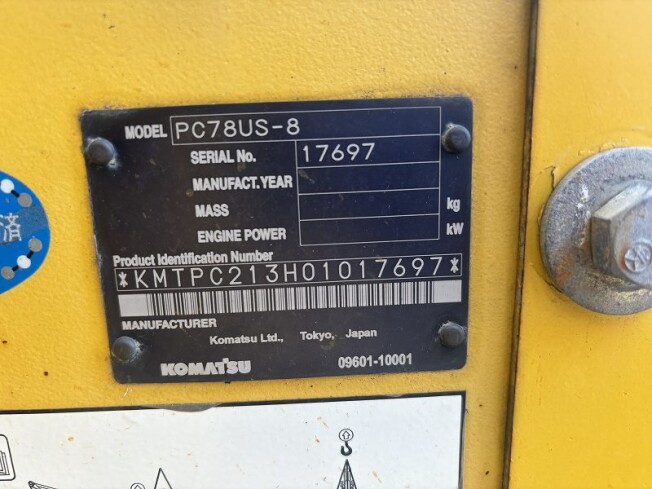 MODEL PC78US-8
SERIAL No. 17697
MANUFACT.YEAR
MASS kg
ENGINE POWER kW
Product Identification Number
*KMTPC213H01017697*
MANUFACTURER
Komatsu Ltd., Tokyo, Japan
KOMATSU 09601-10001
済